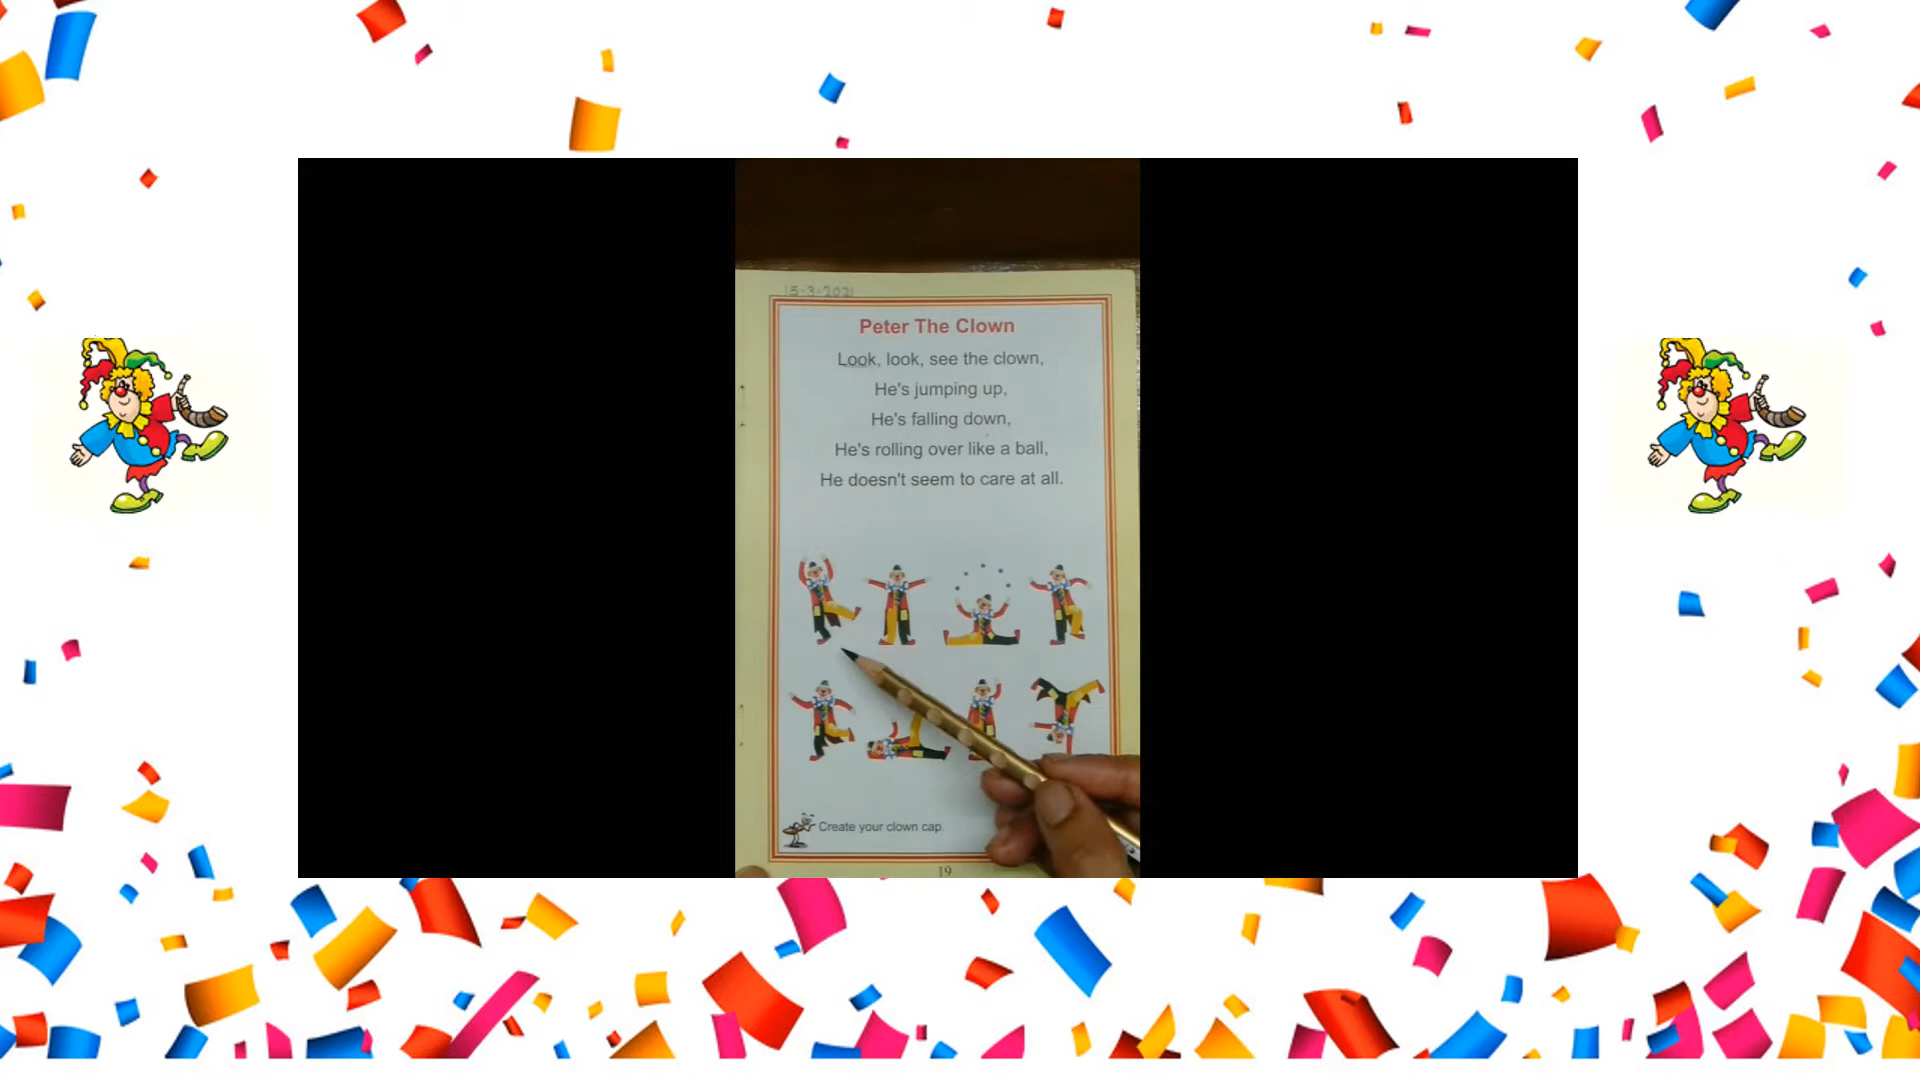 15-3-2021
Peter The Clown
Look, look, see the clown,
He's jumping up,
He's falling down,
He's rolling over like a ball,
He doesn't seem to care at all.
Create your clown cap
19